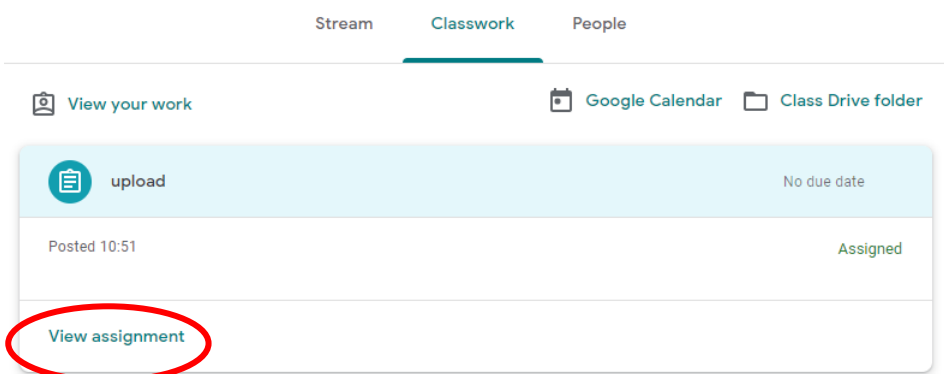 Stream Classwork People
View your work Google Calendar Class Drive folder
upload No due date
Posted 10:51 Assigned
View assignment